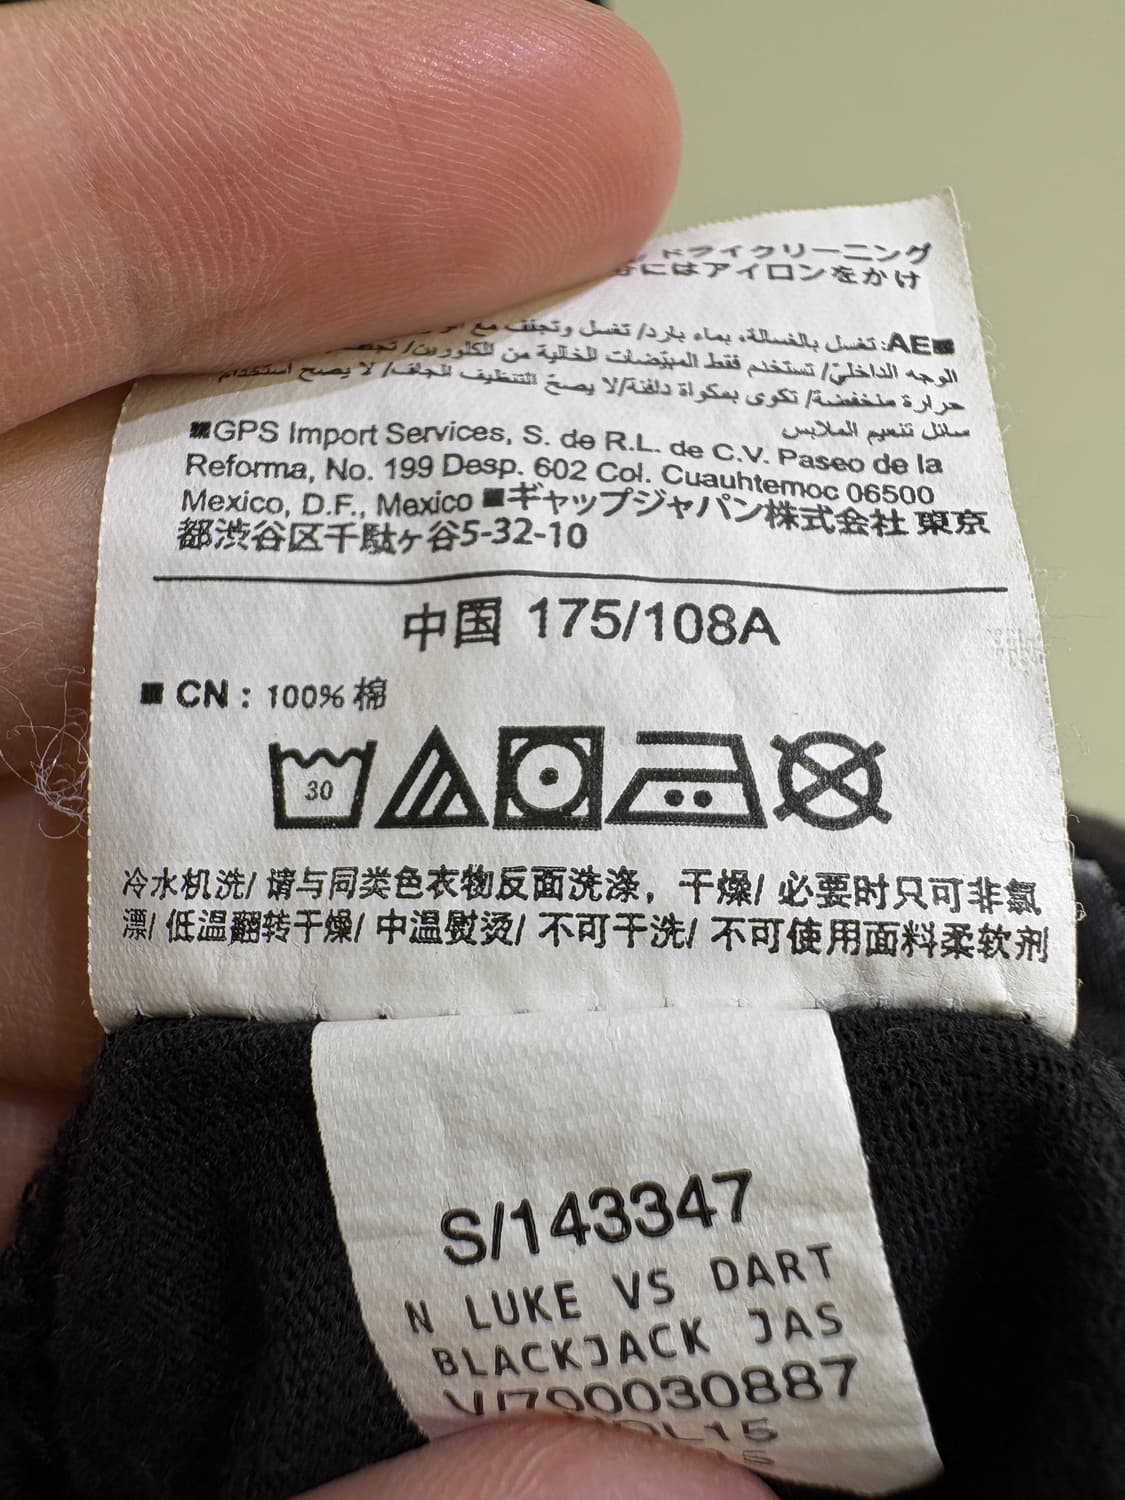 ドライクリーニング
にはアイロンをかけ
■AE: تغسل بالغسالة، بماء بارد/ تغسل وتجفف مع
الوجه الداخلي/ تستخدم فقط المبيّضات الخالية من الكلورين/
حرارة منخفضة/ تكوى بمكواة دافئة/لا يصحّ التنظيف الجاف/ لا يصح استخدام
سائل تنعيم الملابس
■GPS Import Services, S. de R.L. de C.V. Paseo de la
Reforma, No. 199 Desp. 602 Col. Cuauhtemoc 06500
Mexico, D.F., Mexico ■ギャップジャパン株式会社 東京
都渋谷区千駄ヶ谷5-32-10
中国 175/108A
■ CN : 100% 棉
30
冷水机洗/ 请与同类色衣物反面洗涤，干燥/ 必要时只可非氯
漂/ 低温翻转干燥/ 中温熨烫/ 不可干洗/ 不可使用面料柔软剂
S/143347
N LUKE VS DART
BLACKJACK JAS
V/700030887
L15